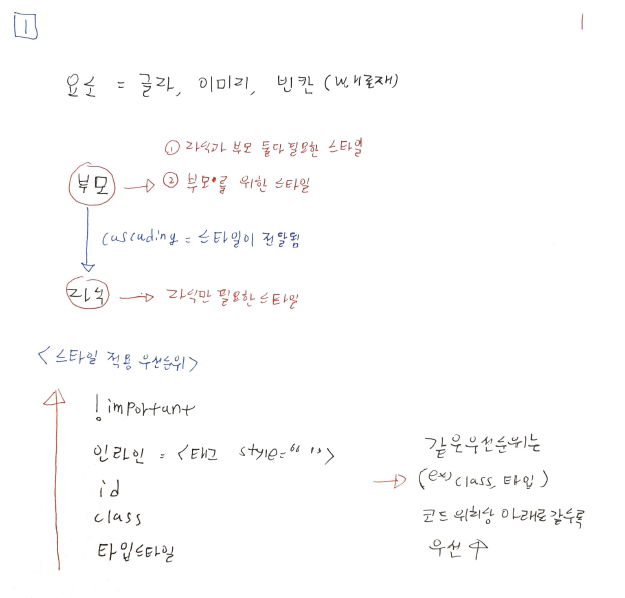 1
1
요소 = 글자, 이미지, 빈칸 (W,
① 자식과 부모 둘다 필요한 스타일
부모 → ② 부모를 위한 스타일
cascading = 스타일이 전달됨
자식 → 자식만 필요한 스타일
<스타일 적용 우선순위>
!important
인라인 = <태그 style="">
id
class
타입스타일
같은우선순위는
→ (ex) class, 타입)
코드 위치상 아래로 갈수록
우선 ↑